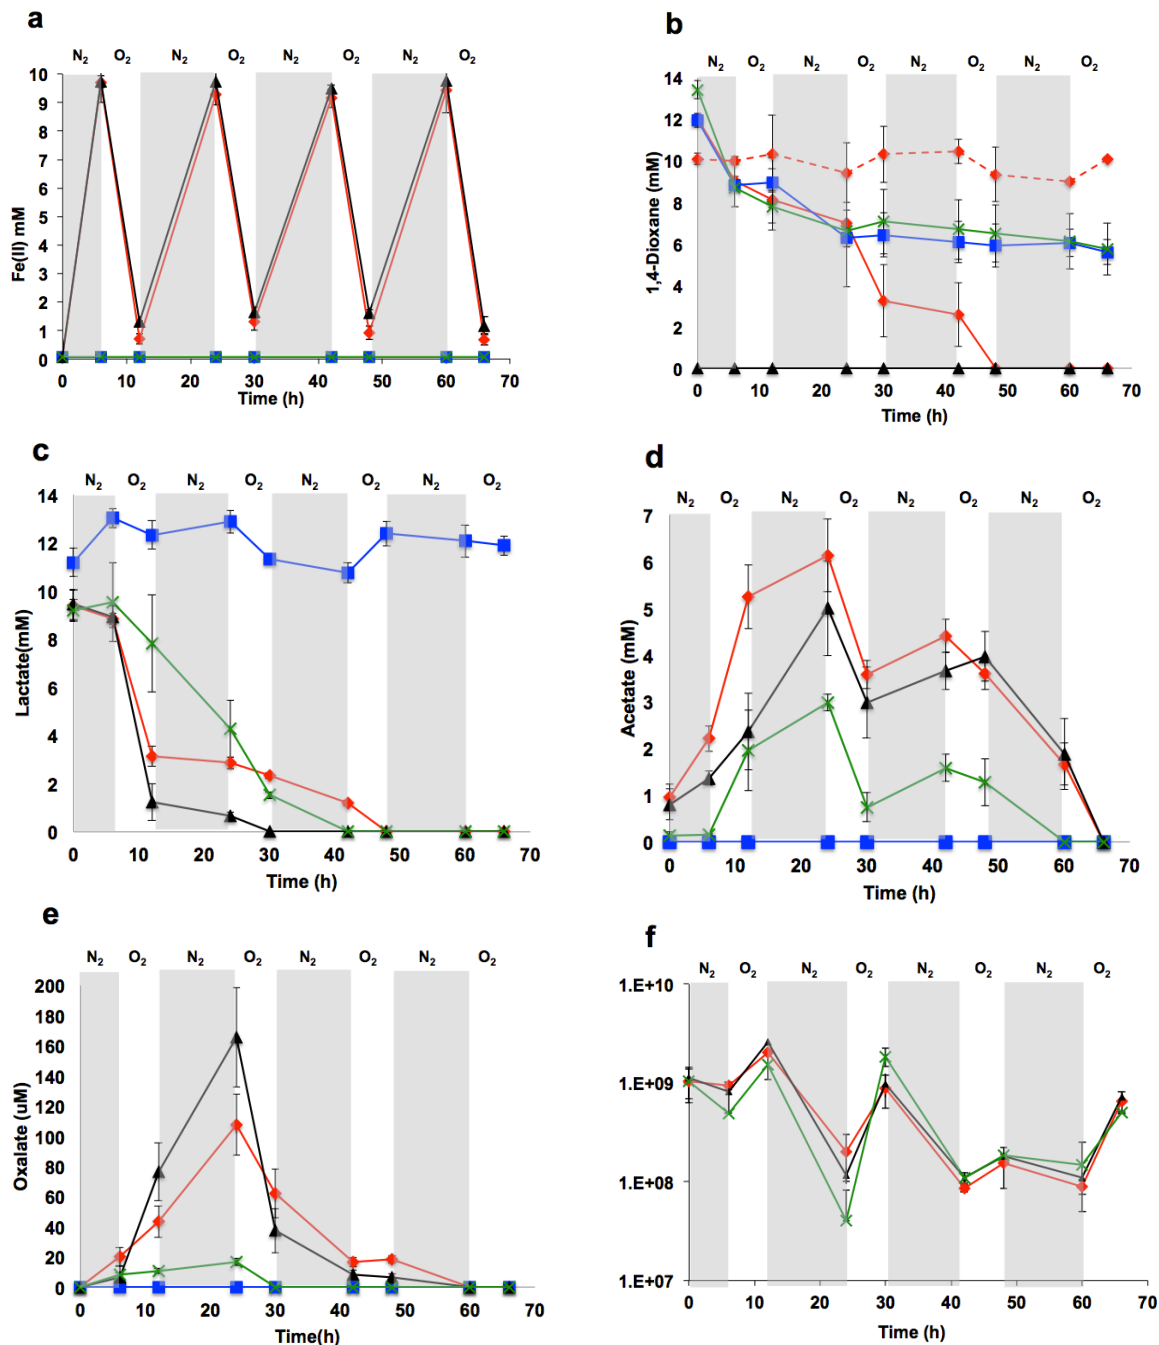 a
N₂ O₂ N₂ O₂ N₂ O₂ N₂ O₂
10
9
8
7
6
5
4
3
2
1
0
Fe(II) mM
0 10 20 30 40 50 60 70
Time (h)
b
N₂ O₂ N₂ O₂ N₂ O₂ N₂ O₂
14
12
10
8
6
4
2
0
1,4-Dioxane (mM)
0 10 20 30 40 50 60 70
Time (h)
c
N₂ O₂ N₂ O₂ N₂ O₂ N₂ O₂
14
12
10
8
6
4
2
0
Lactate(mM)
0 10 20 30 40 50 60 70
Time (h)
d
N₂ O₂ N₂ O₂ N₂ O₂ N₂ O₂
7
6
5
4
3
2
1
0
Acetate (mM)
0 10 20 30 40 50 60 70
Time (h)
e
N₂ O₂ N₂ O₂ N₂ O₂ N₂ O₂
200
180
160
140
120
100
80
60
40
20
0
Oxalate (uM)
0 10 20 30 40 50 60 70
Time(h)
f
N₂ O₂ N₂ O₂ N₂ O₂ N₂ O₂
1.E+10
1.E+09
1.E+08
1.E+07
0 10 20 30 40 50 60 70
Time (h)